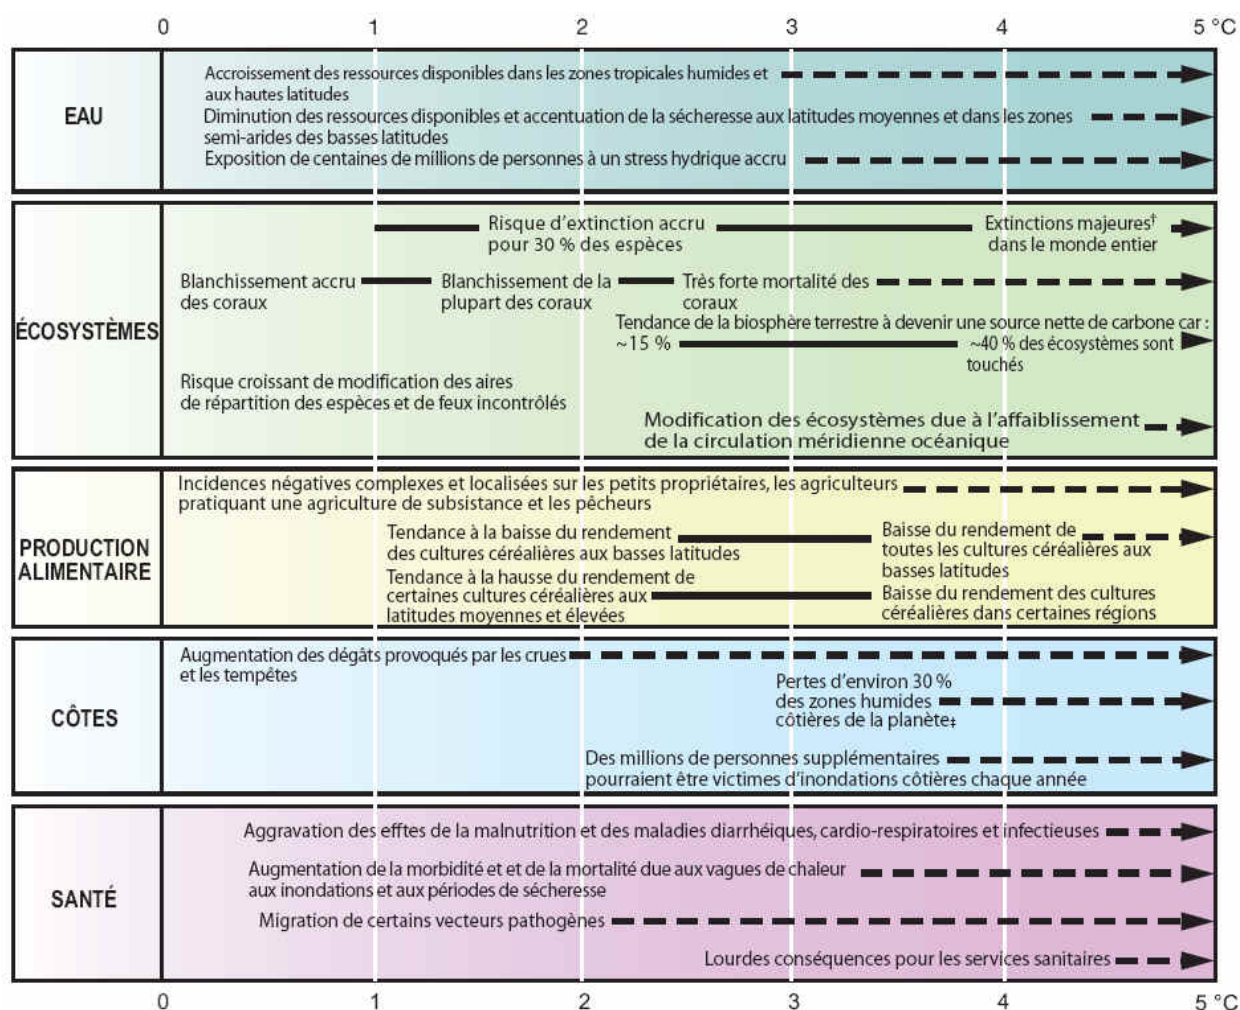 0 1 2 3 4 5 °C
EAU
Accroissement des ressources disponibles dans les zones tropicales humides et
aux hautes latitudes
Diminution des ressources disponibles et accentuation de la sécheresse aux latitudes moyennes et dans les zones
semi-arides des basses latitudes
Exposition de centaines de millions de personnes à un stress hydrique accru
ÉCOSYSTÈMES
Risque d'extinction accru
pour 30 % des espèces
Extinctions majeures†
dans le monde entier
Blanchissement accru
des coraux
Blanchissement de la
plupart des coraux
Très forte mortalité des
coraux
Tendance de la biosphère terrestre à devenir une source nette de carbone car :
~15 %
~40 % des écosystèmes sont
touchés
Risque croissant de modification des aires
de répartition des espèces et de feux incontrôlés
Modification des écosystèmes due à l'affaiblissement
de la circulation méridienne océanique
PRODUCTION
ALIMENTAIRE
Incidences négatives complexes et localisées sur les petits propriétaires, les agriculteurs
pratiquant une agriculture de subsistance et les pêcheurs
Tendance à la baisse du rendement
des cultures céréalières aux basses latitudes
Baisse du rendement de
toutes les cultures céréalières aux
basses latitudes
Tendance à la hausse du rendement de
certaines cultures céréalières aux
latitudes moyennes et élevées
Baisse du rendement des cultures
céréalières dans certaines régions
CÔTES
Augmentation des dégâts provoqués par les crues
et les tempêtes
Pertes d'environ 30 %
des zones humides
côtières de la planète‡
Des millions de personnes supplémentaires
pourraient être victimes d'inondations côtières chaque année
SANTÉ
Aggravation des efftes de la malnutrition et des maladies diarrhéiques, cardio-respiratoires et infectieuses
Augmentation de la morbidité et et de la mortalité due aux vagues de chaleur
aux inondations et aux périodes de sécheresse
Migration de certains vecteurs pathogènes
Lourdes conséquences pour les services sanitaires
0 1 2 3 4 5 °C